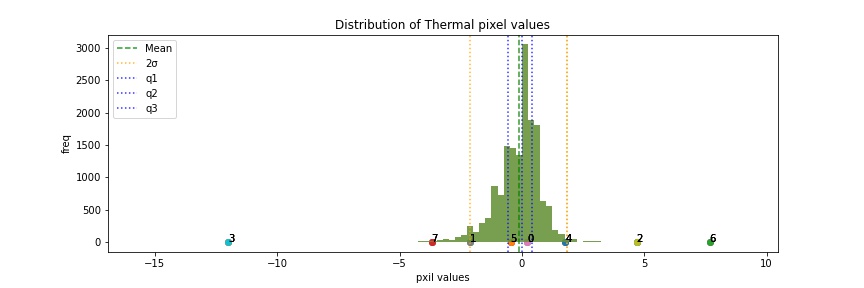 Distribution of Thermal pixel values
Mean
2σ
q1
q2
q3
3000
2500
2000
1500
1000
500
0
freq
3 7 1 5 0 4 2 6
−15 −10 −5 0 5 10
pxil values